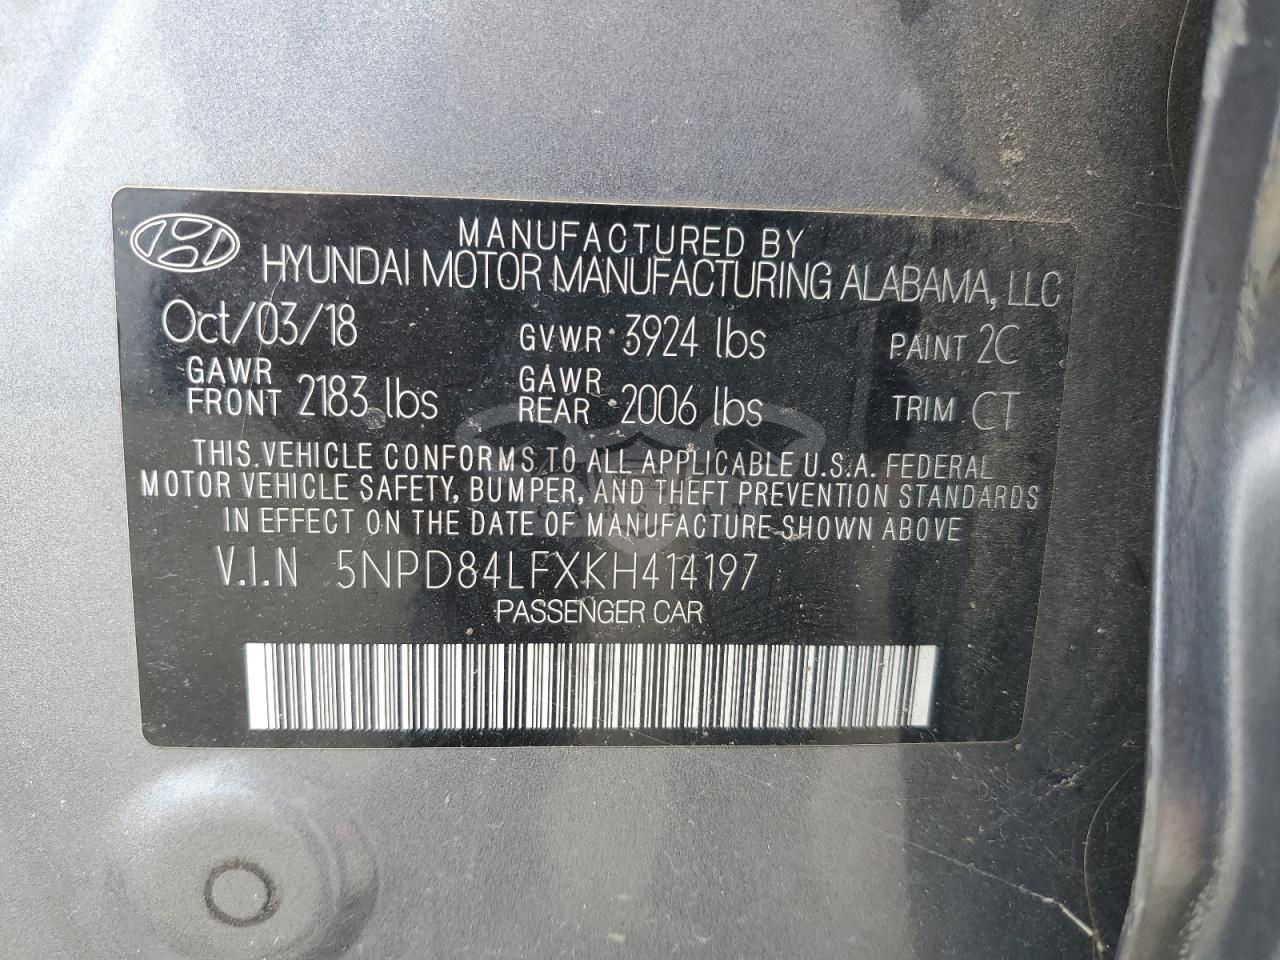 MANUFACTURED BY
HYUNDAI MOTOR MANUFACTURING ALABAMA, LLC
Oct/03/18 GVWR 3924 lbs PAINT 2C
GAWR FRONT 2183 lbs GAWR REAR 2006 lbs TRIM CT
THIS VEHICLE CONFORMS TO ALL APPLICABLE U.S.A. FEDERAL
MOTOR VEHICLE SAFETY, BUMPER, AND THEFT PREVENTION STANDARDS
IN EFFECT ON THE DATE OF MANUFACTURE SHOWN ABOVE
V.I.N 5NPD84LFXKH414197
PASSENGER CAR